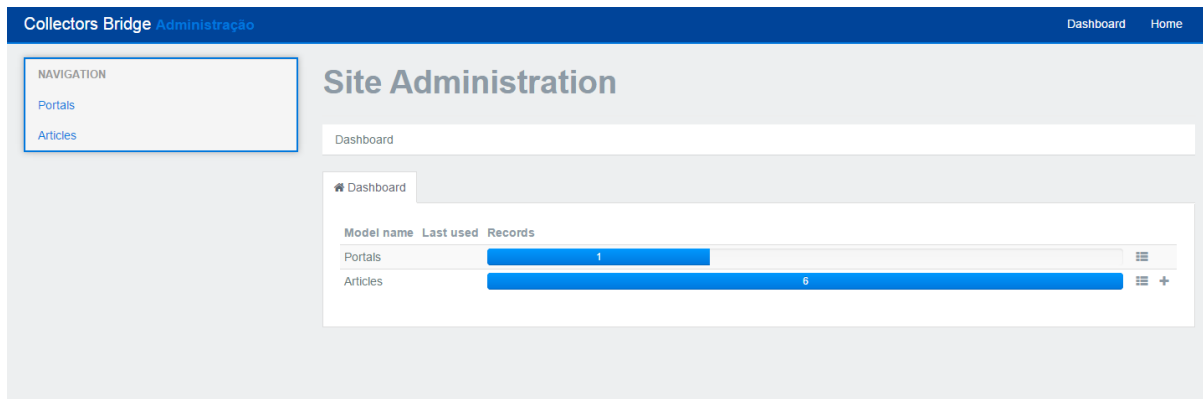 Collectors Bridge Administração Dashboard Home
NAVIGATION
Portals
Articles
Site Administration
Dashboard
Dashboard
Model name Last used Records
Portals 1
Articles 6